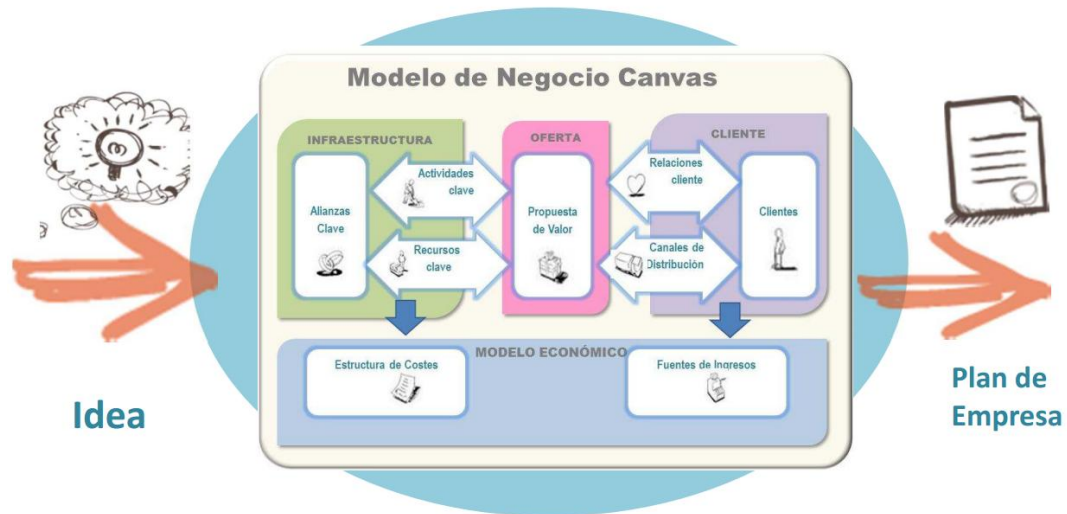 Modelo de Negocio Canvas
INFRAESTRUCTURA
OFERTA
CLIENTE
Alianzas
Clave
Actividades
clave
Recursos
clave
Propuesta
de Valor
Relaciones
cliente
Canales de
Distribución
Clientes
MODELO ECONÓMICO
Estructura de Costes
Fuentes de Ingresos
Idea
Plan de
Empresa